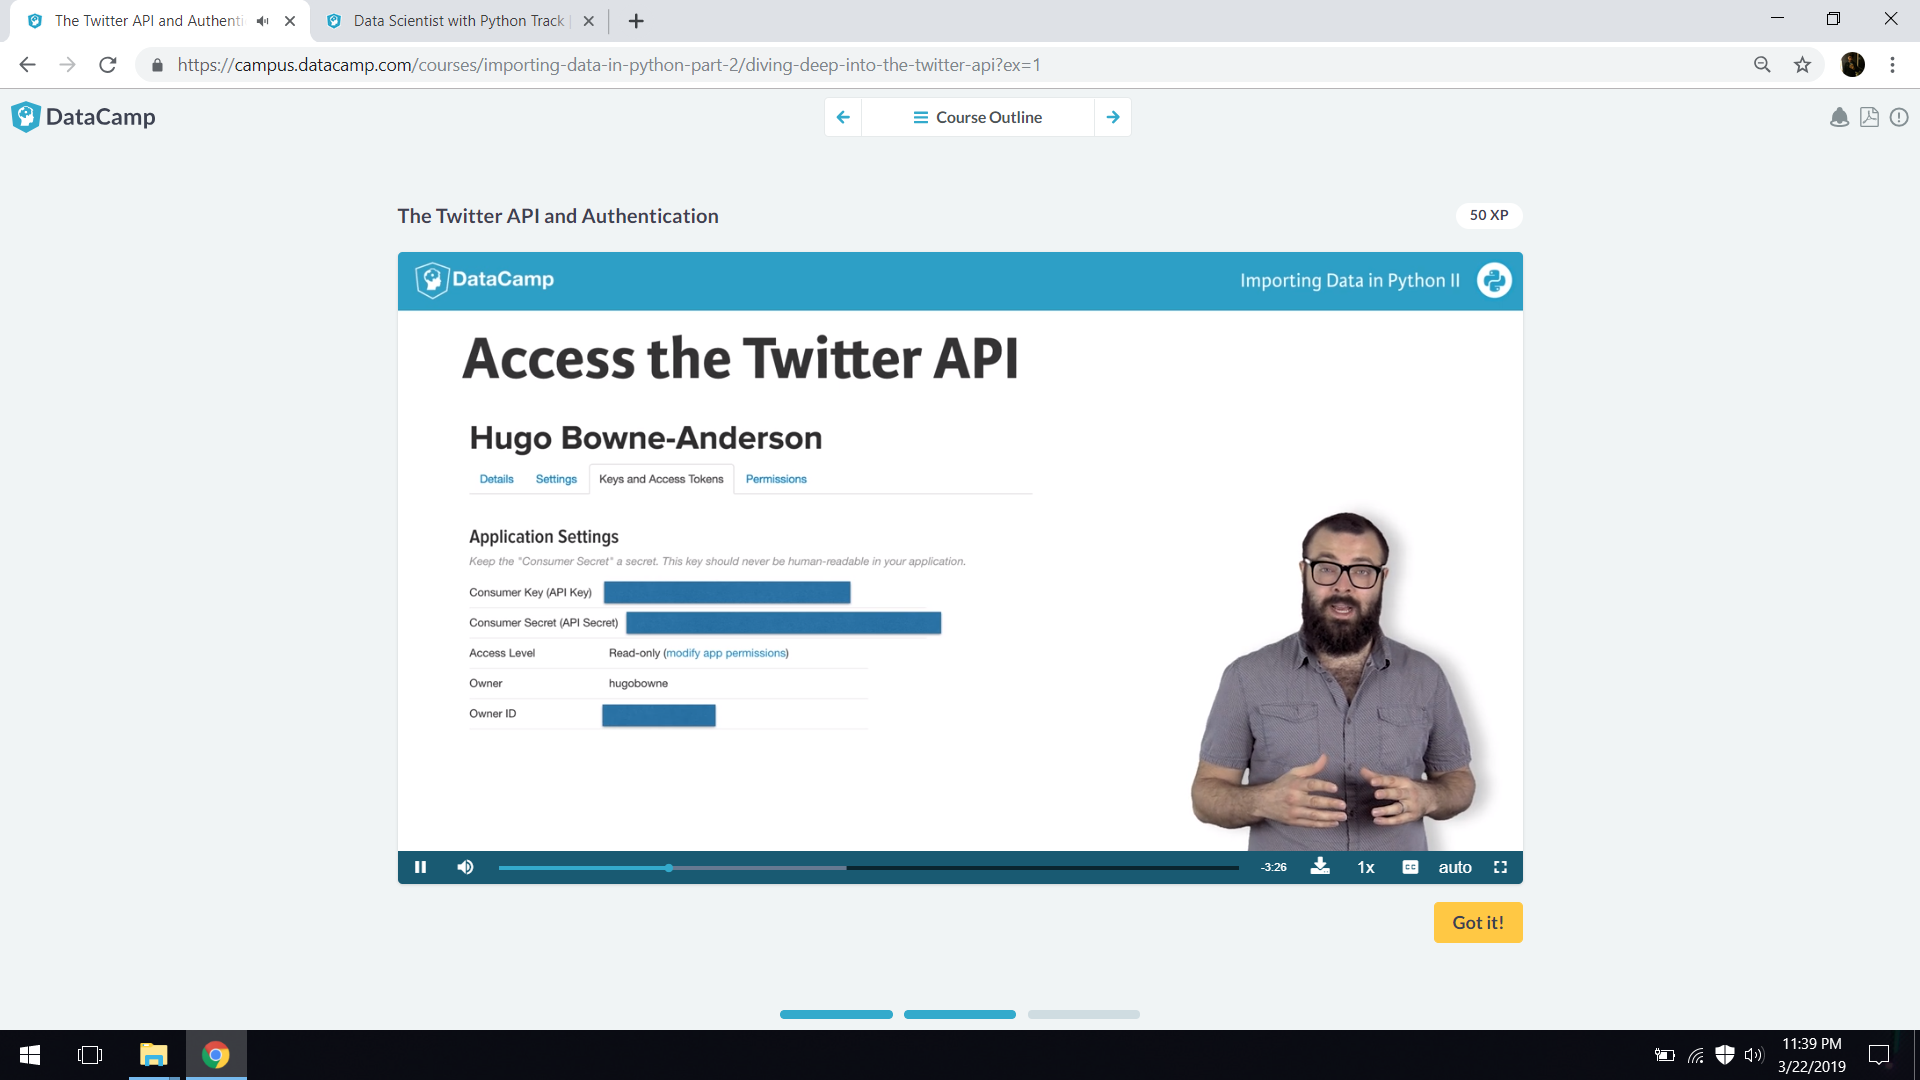 The Twitter API and Authenti
Data Scientist with Python Track
https://campus.datacamp.com/courses/importing-data-in-python-part-2/diving-deep-into-the-twitter-api?ex=1
DataCamp
Course Outline
The Twitter API and Authentication
50 XP
DataCamp
Importing Data in Python II
Access the Twitter API
Hugo Bowne-Anderson
Details Settings Keys and Access Tokens Permissions
Application Settings
Keep the "Consumer Secret" a secret. This key should never be human-readable in your application.
Consumer Key (API Key)
Consumer Secret (API Secret)
Access Level Read-only (modify app permissions)
Owner hugobowne
Owner ID
-3:26 1x CC auto
Got it!
11:39 PM
3/22/2019